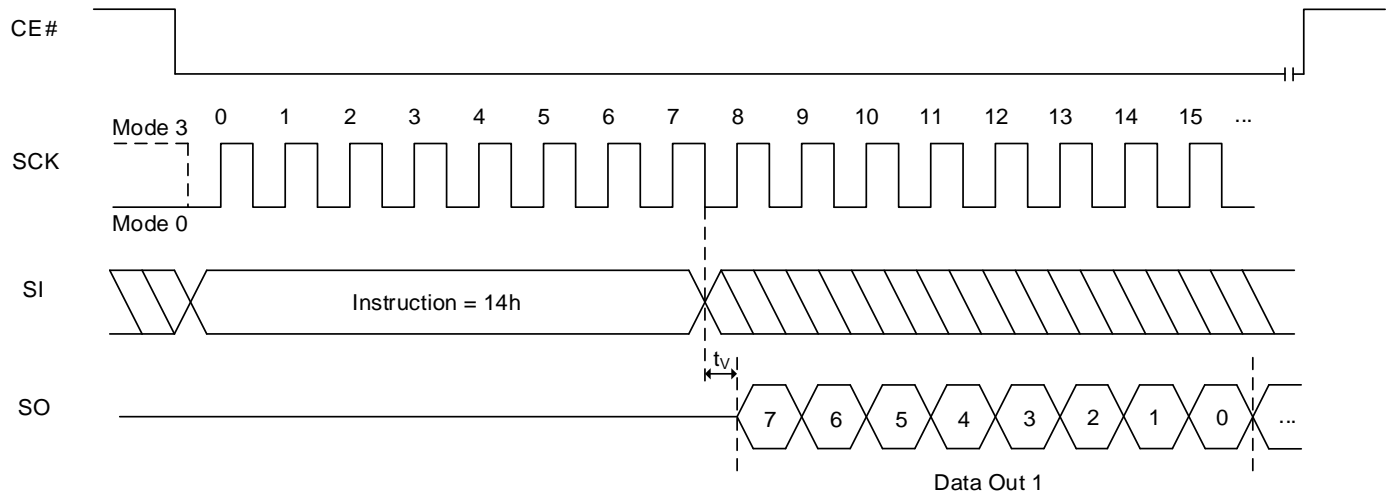 CE#
0 1 2 3 4 5 6 7 8 9 10 11 12 13 14 15 ...
Mode 3
SCK
Mode 0
SI
Instruction = 14h
tV
SO
7 6 5 4 3 2 1 0 ...
Data Out 1